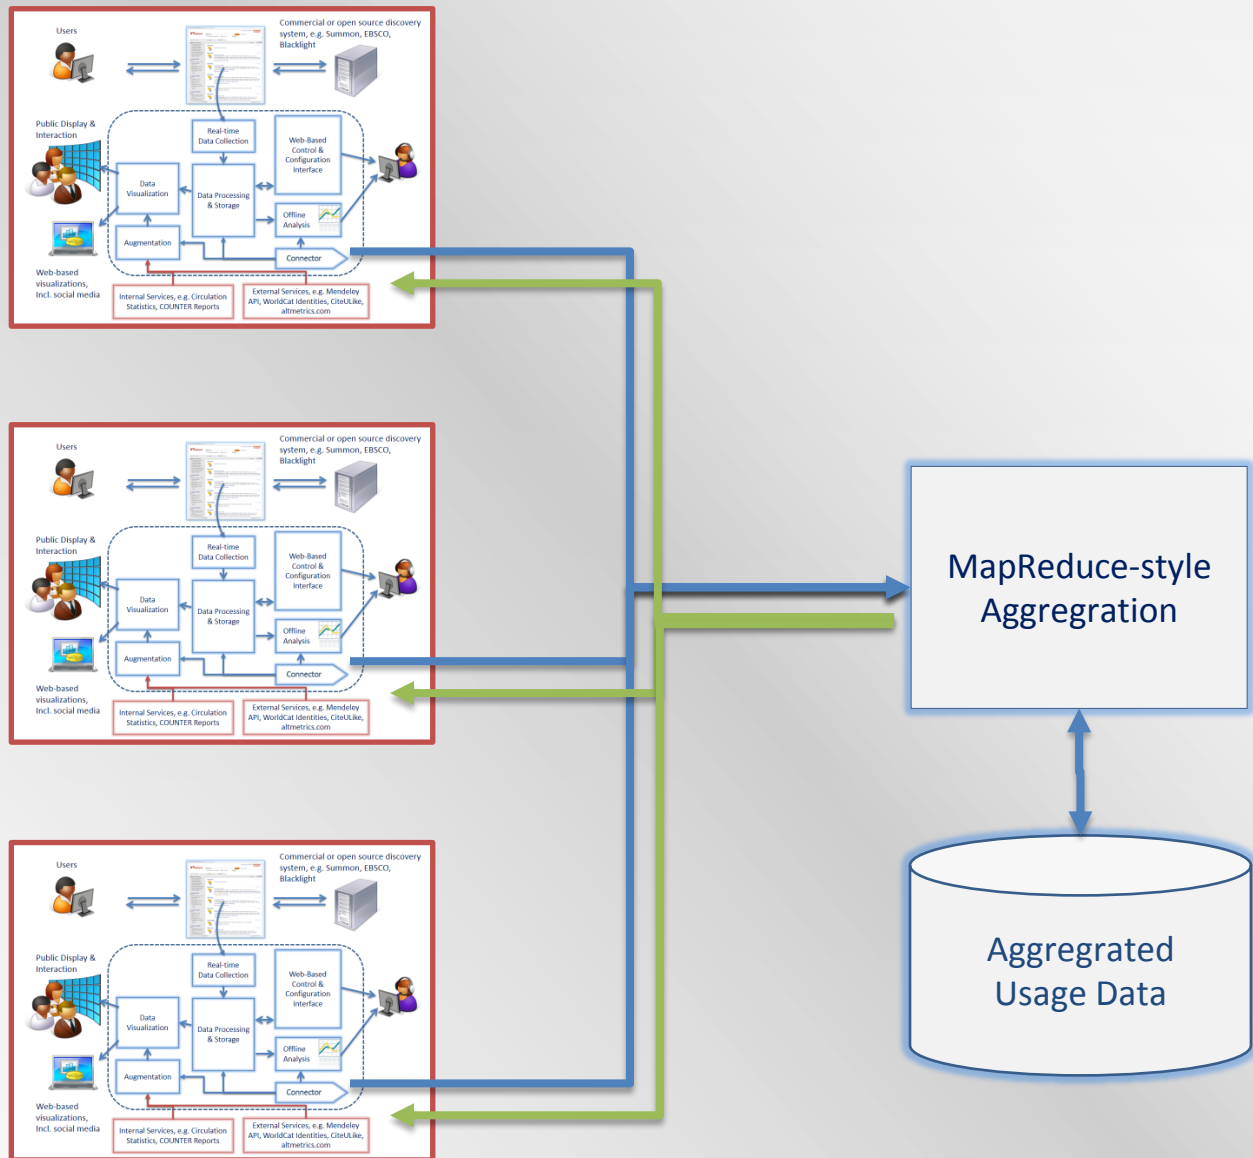 Users
Commercial or open source discovery
system, e.g. Summon, EBSCO,
Blacklight
Public Display &
Interaction
Real-time
Data Collection
Web-Based
Control &
Configuration
Interface
Data
Visualization
Data Processing
& Storage
Offline
Analysis
Augmentation
Connector
Web-based
visualizations,
Incl. social media
Internal Services, e.g. Circulation
Statistics, COUNTER Reports
External Services, e.g. Mendeley
API, WorldCat Identities, CiteULike,
altmetrics.com
Users
Commercial or open source discovery
system, e.g. Summon, EBSCO,
Blacklight
Public Display &
Interaction
Real-time
Data Collection
Web-Based
Control &
Configuration
Interface
Data
Visualization
Data Processing
& Storage
Offline
Analysis
Augmentation
Connector
Web-based
visualizations,
Incl. social media
Internal Services, e.g. Circulation
Statistics, COUNTER Reports
External Services, e.g. Mendeley
API, WorldCat Identities, CiteULike,
altmetrics.com
MapReduce-style
Aggregration
Users
Commercial or open source discovery
system, e.g. Summon, EBSCO,
Blacklight
Public Display &
Interaction
Real-time
Data Collection
Web-Based
Control &
Configuration
Interface
Data
Visualization
Data Processing
& Storage
Offline
Analysis
Augmentation
Connector
Web-based
visualizations,
Incl. social media
Internal Services, e.g. Circulation
Statistics, COUNTER Reports
External Services, e.g. Mendeley
API, WorldCat Identities, CiteULike,
altmetrics.com
Aggregrated
Usage Data